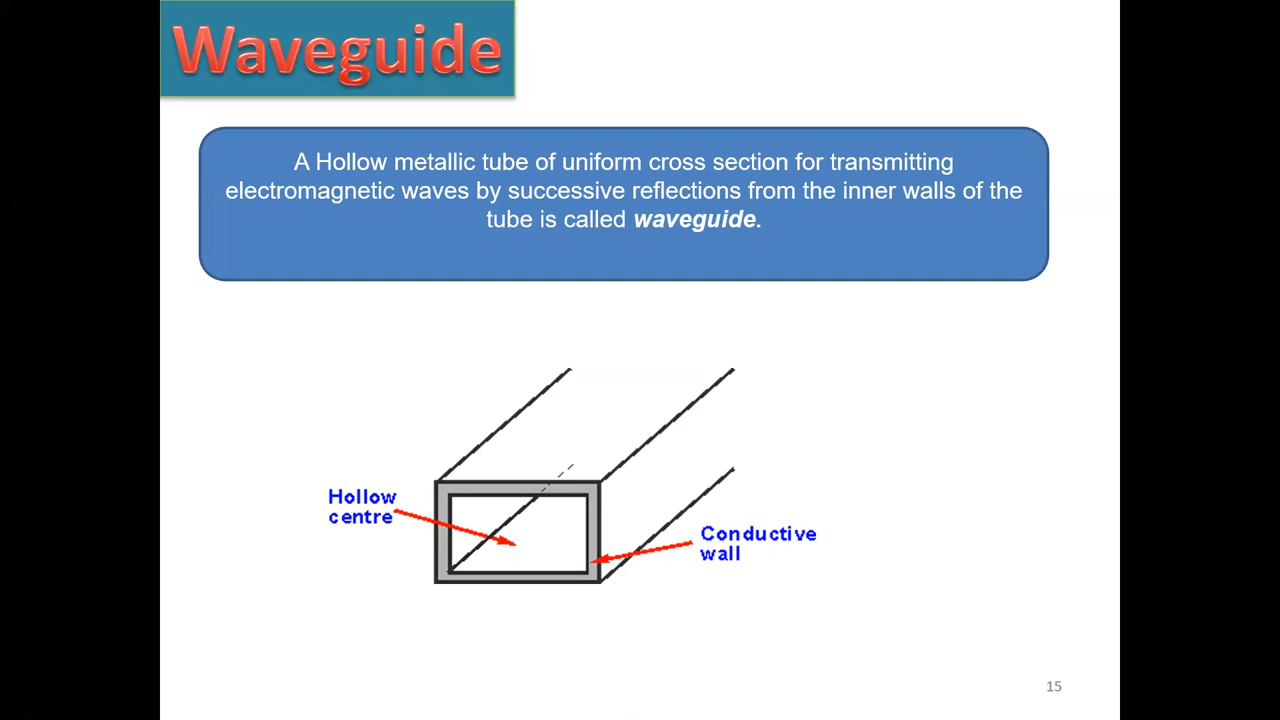 Waveguide
A Hollow metallic tube of uniform cross section for transmitting
electromagnetic waves by successive reflections from the inner walls of the
tube is called waveguide.
Hollow
centre
Conductive
wall
15